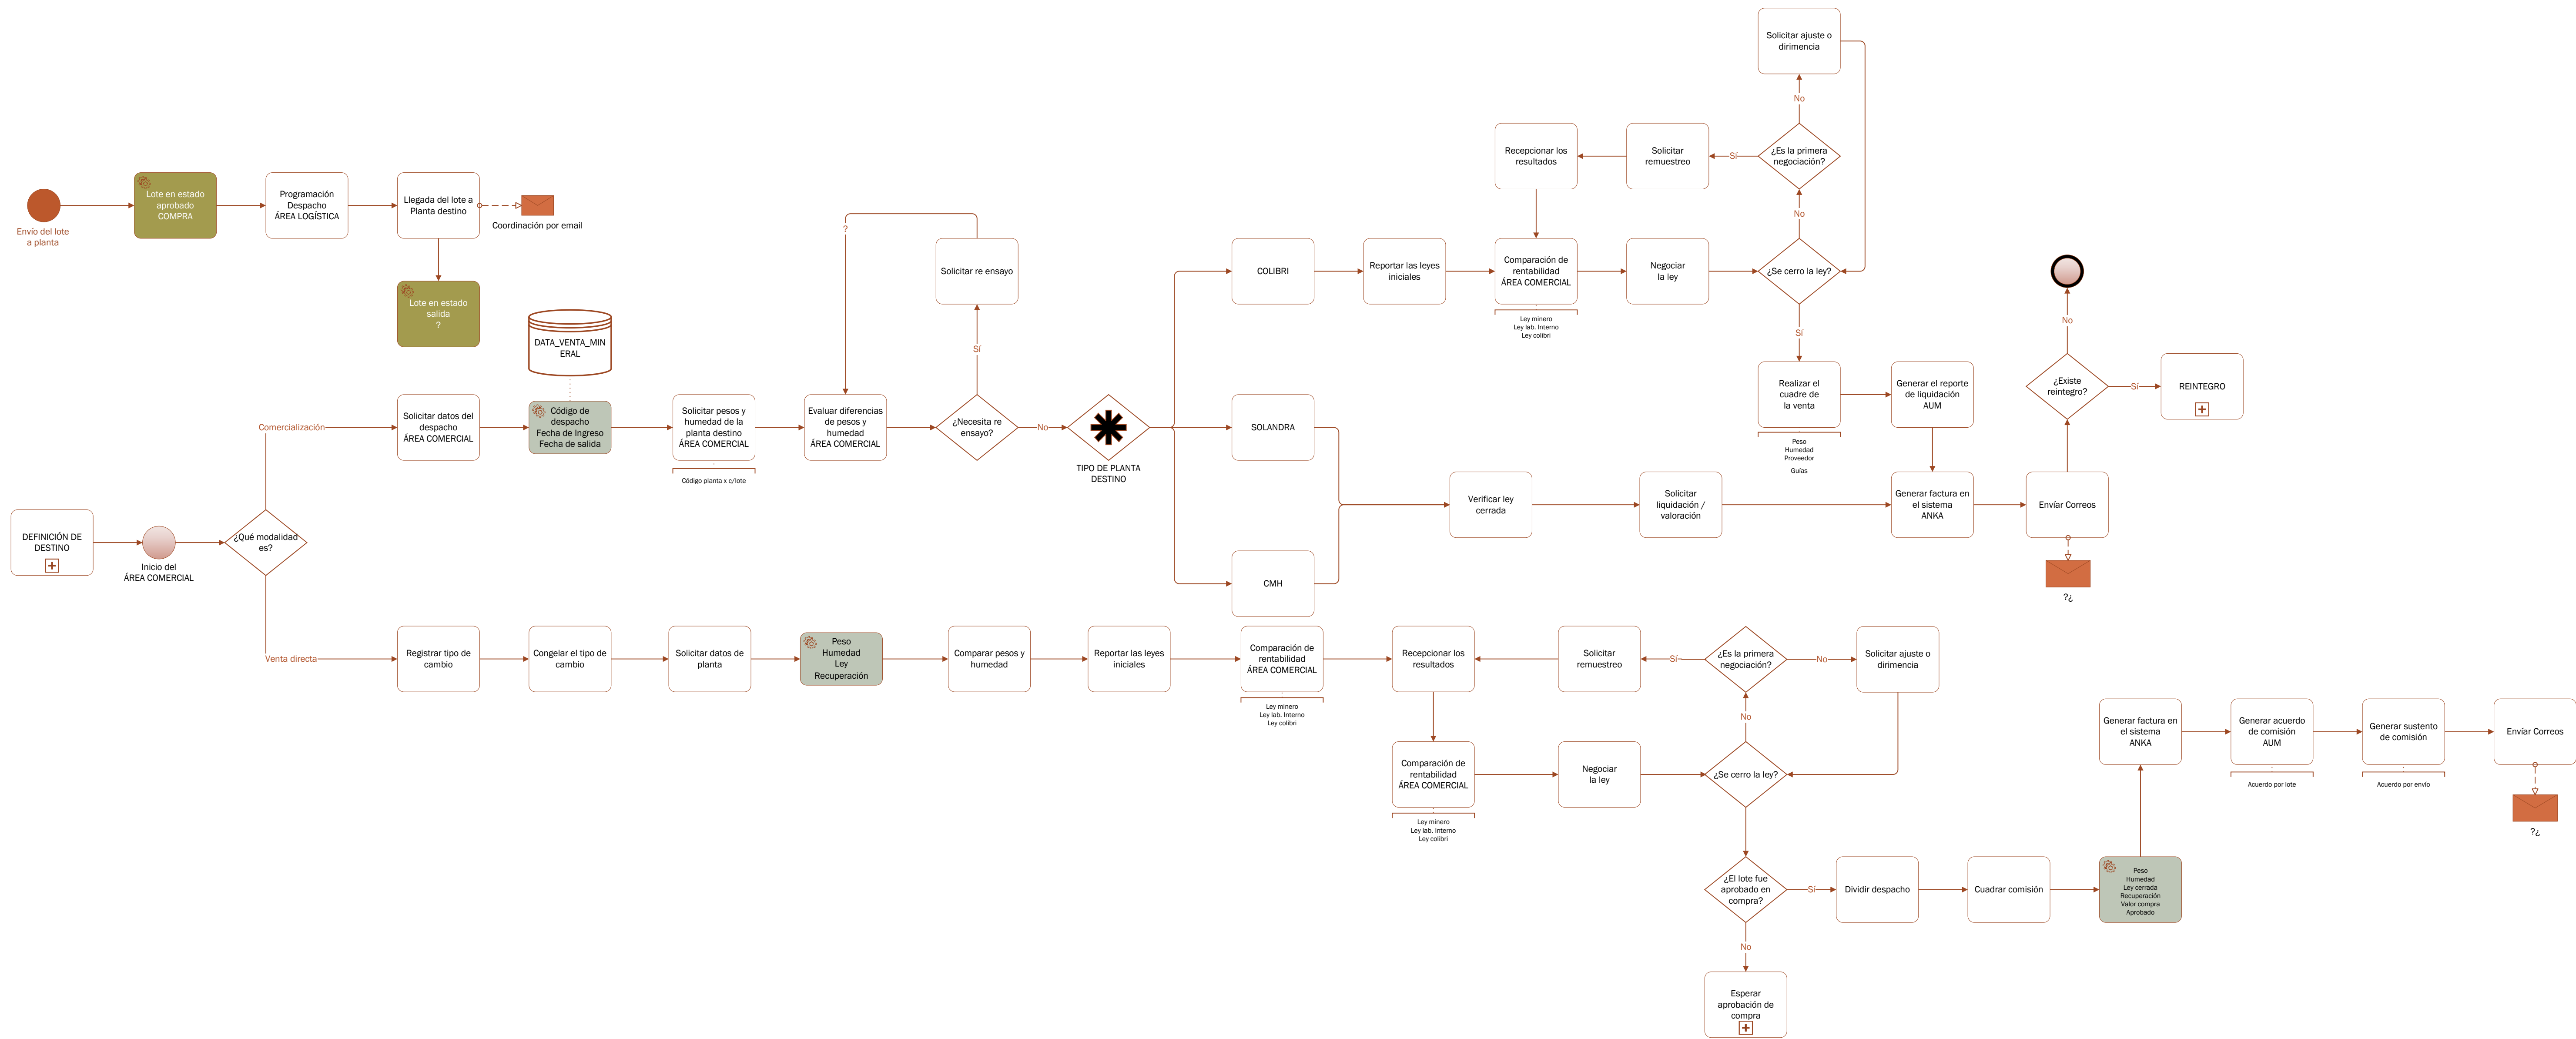 Solicitar ajuste o
dirimencia
No
Recepcionar los
resultados
Solicitar
remuestreo
Sí
¿Es la primera
negociación?
No
Envío del lote
a planta
Lote en estado
aprobado
COMPRA
Programación
Despacho
ÁREA LOGÍSTICA
Llegada del lote a
Planta destino
Coordinación por email
Lote en estado
salida
?
?
Solicitar re ensayo
Sí
COLIBRI
Reportar las leyes
iniciales
Comparación de
rentabilidad
ÁREA COMERCIAL
Ley minero
Ley lab. Interno
Ley colibri
Negociar
la ley
¿Se cerro la ley?
Sí
DATA_VENTA_MIN
ERAL
Comercialización
Solicitar datos del
despacho
ÁREA COMERCIAL
Código de
despacho
Fecha de Ingreso
Fecha de salida
Solicitar pesos y
humedad de la
planta destino
ÁREA COMERCIAL
Código planta x c/lote
Evaluar diferencias
de pesos y
humedad
ÁREA COMERCIAL
¿Necesita re
ensayo?
No
TIPO DE PLANTA
DESTINO
SOLANDRA
Realizar el
cuadre de
la venta
Peso
Humedad
Proveedor
Guías
Generar el reporte
de liquidación
AUM
No
¿Existe
reintegro?
Sí
REINTEGRO
Verificar ley
cerrada
Solicitar
liquidación /
valoración
Generar factura en
el sistema
ANKA
Envíar Correos
?¿
CMH
DEFINICIÓN DE
DESTINO
Inicio del
ÁREA COMERCIAL
¿Qué modalidad
es?
Venta directa
Registrar tipo de
cambio
Congelar el tipo de
cambio
Solicitar datos de
planta
Peso
Humedad
Ley
Recuperación
Comparar pesos y
humedad
Reportar las leyes
iniciales
Comparación de
rentabilidad
ÁREA COMERCIAL
Ley minero
Ley lab. Interno
Ley colibri
Recepcionar los
resultados
Solicitar
remuestreo
Sí
¿Es la primera
negociación?
No
Solicitar ajuste o
dirimencia
No
Comparación de
rentabilidad
ÁREA COMERCIAL
Ley minero
Ley lab. Interno
Ley colibri
Negociar
la ley
¿Se cerro la ley?
Generar factura en
el sistema
ANKA
Generar acuerdo
de comisión
AUM
Acuerdo por lote
Generar sustento
de comisión
Acuerdo por envío
Envíar Correos
?¿
¿El lote fue
aprobado en
compra?
Sí
Dividir despacho
Cuadrar comisión
Peso
Humedad
Ley cerrada
Recuperación
Valor compra
Aprobado
No
Esperar
aprobación de
compra